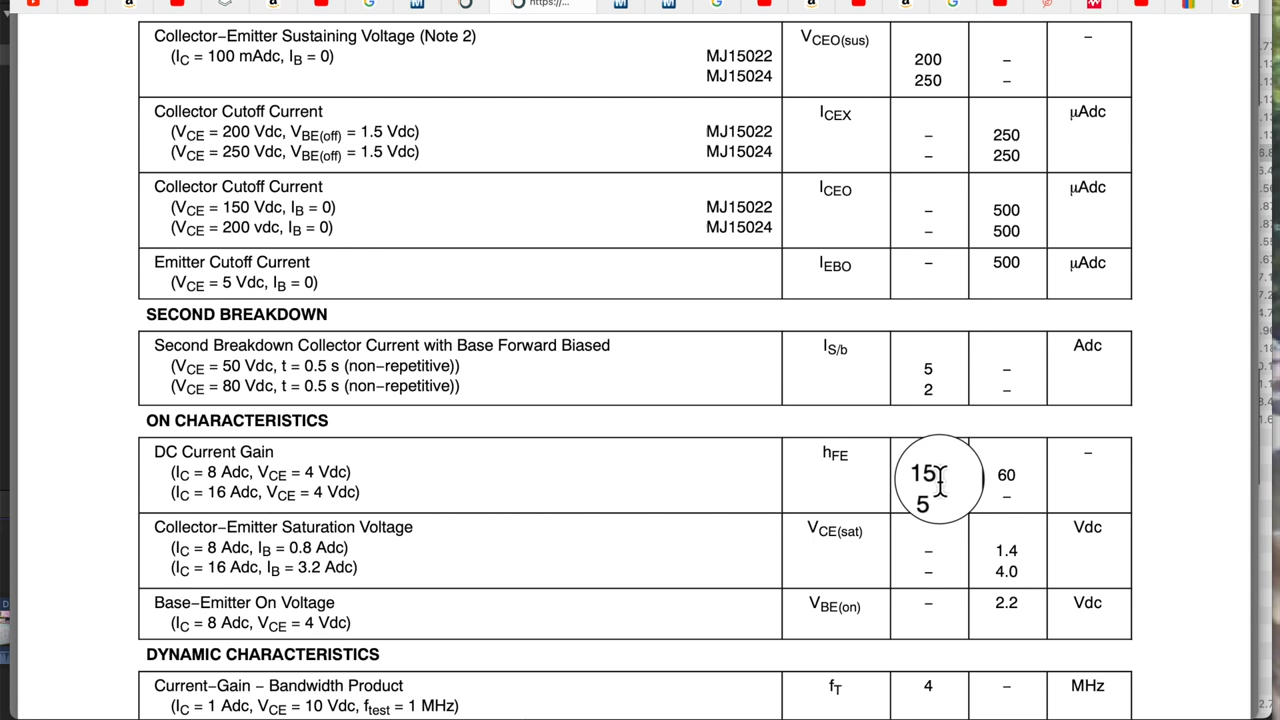 https://...
Collector−Emitter Sustaining Voltage (Note 2) VCEO(sus) −
(IC = 100 mAdc, IB = 0) MJ15022 200 −
MJ15024 250 −
Collector Cutoff Current ICEX μAdc
(VCE = 200 Vdc, VBE(off) = 1.5 Vdc) MJ15022 − 250
(VCE = 250 Vdc, VBE(off) = 1.5 Vdc) MJ15024 − 250
Collector Cutoff Current ICEO μAdc
(VCE = 150 Vdc, IB = 0) MJ15022 − 500
(VCE = 200 vdc, IB = 0) MJ15024 − 500
Emitter Cutoff Current IEBO − 500 μAdc
(VCE = 5 Vdc, IB = 0)
SECOND BREAKDOWN
Second Breakdown Collector Current with Base Forward Biased IS/b Adc
(VCE = 50 Vdc, t = 0.5 s (non−repetitive)) 5 −
(VCE = 80 Vdc, t = 0.5 s (non−repetitive)) 2 −
ON CHARACTERISTICS
DC Current Gain hFE −
(IC = 8 Adc, VCE = 4 Vdc) 15 60
(IC = 16 Adc, VCE = 4 Vdc) 5 −
Collector−Emitter Saturation Voltage VCE(sat) Vdc
(IC = 8 Adc, IB = 0.8 Adc) − 1.4
(IC = 16 Adc, IB = 3.2 Adc) − 4.0
Base−Emitter On Voltage VBE(on) − 2.2 Vdc
(IC = 8 Adc, VCE = 4 Vdc)
DYNAMIC CHARACTERISTICS
Current−Gain − Bandwidth Product fT 4 − MHz
(IC = 1 Adc, VCE = 10 Vdc, ftest = 1 MHz)